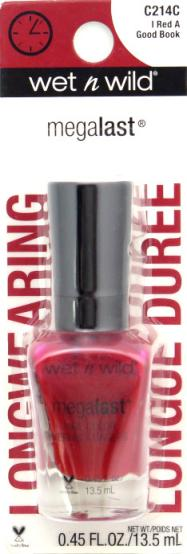 C214C
I Red A
Good Book
wet n wild®
megalast®
LONGWEARING
LONGUE DURÉE
wet n wild®
megalast®
13.5 mL
NET WT/POIDS NET
0.45 FL.OZ/13.5 mL